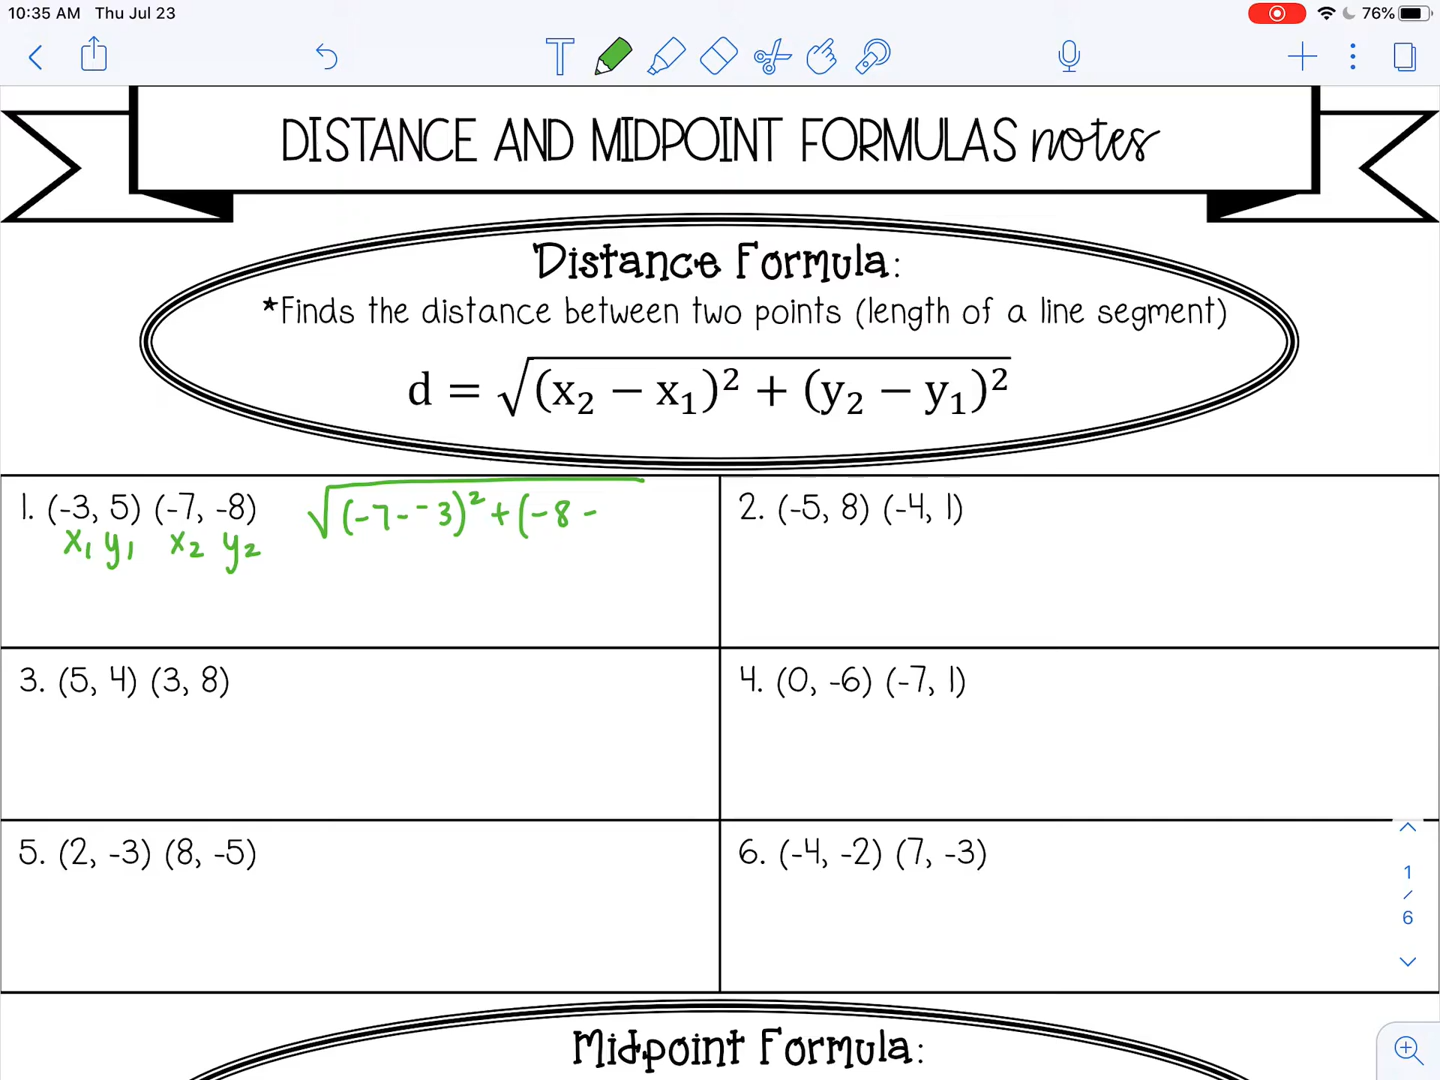 10:35 AM Thu Jul 23 76%
DISTANCE AND MIDPOINT FORMULAS notes
Distance Formula:
*Finds the distance between two points (length of a line segment)
d = √(x₂ − x₁)² + (y₂ − y₁)²
1. (-3, 5) (-7, -8) √(-7 - -3)² + (-8 -
x₁ y₁ x₂ y₂
2. (-5, 8) (-4, 1)
3. (5, 4) (3, 8)
4. (0, -6) (-7, 1)
5. (2, -3) (8, -5)
6. (-4, -2) (7, -3)
1
/
6
Midpoint Formula: